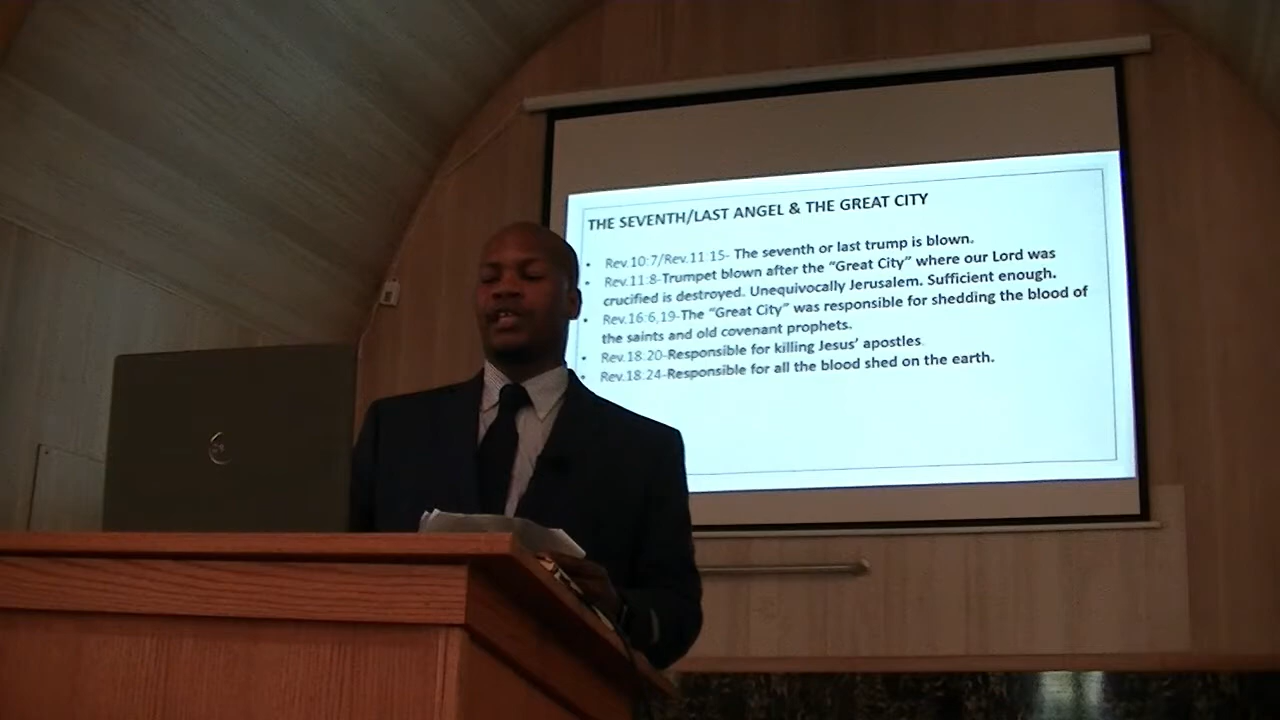 THE SEVENTH/LAST ANGEL & THE GREAT CITY
• Rev.10:7/Rev.11 15- The seventh or last trump is blown.
• Rev.11:8-Trumpet blown after the “Great City” where our Lord was
crucified is destroyed. Unequivocally Jerusalem. Sufficient enough.
• Rev.16:6,19-The “Great City” was responsible for shedding the blood of
the saints and old covenant prophets.
• Rev.18:20-Responsible for killing Jesus’ apostles
• Rev.18:24-Responsible for all the blood shed on the earth.